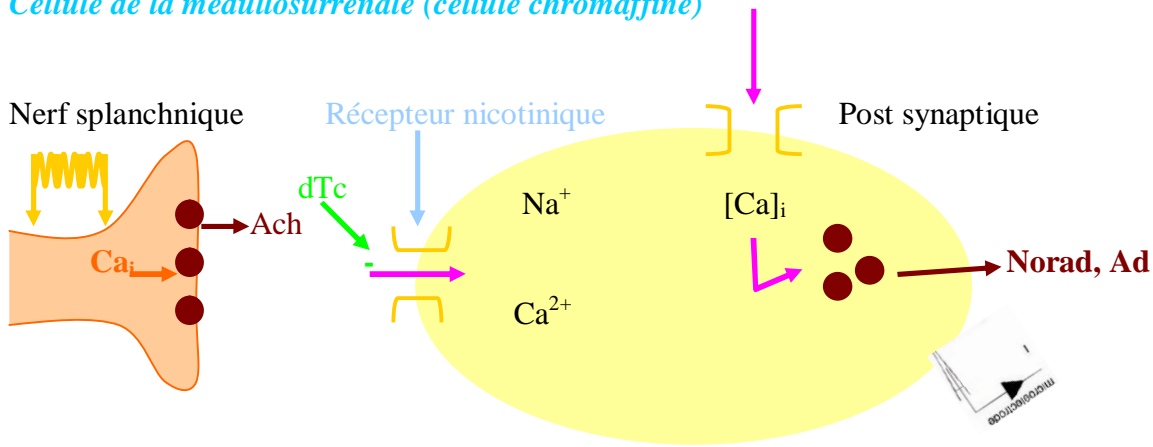 Cellule de la médullosurrénale (cellule chromaffine)
Nerf splanchnique
Récepteur nicotinique
Post synaptique
dTc
Na⁺
[Ca]ᵢ
Ach
Caᵢ
-
Norad, Ad
Ca²⁺
microelectrode